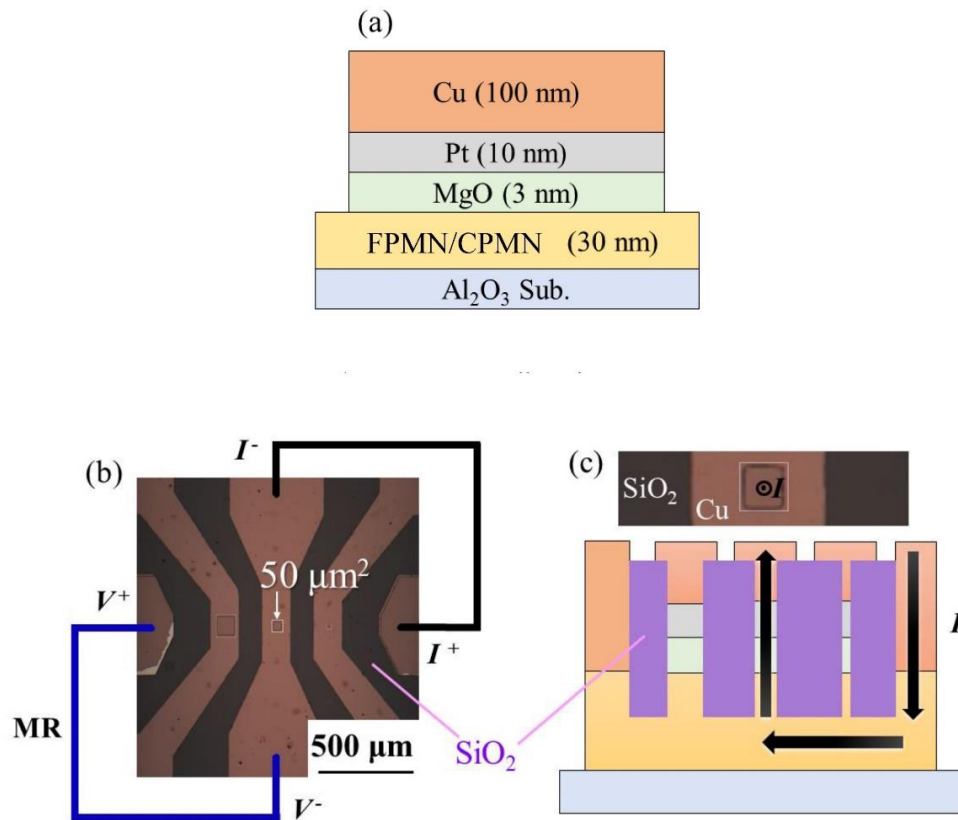 (a)
Cu (100 nm)
Pt (10 nm)
MgO (3 nm)
FPMN/CPMN (30 nm)
Al₂O₃ Sub.
(b)
I⁻
50 μm²
V⁺
I⁺
MR
500 μm
V⁻
SiO₂
(c)
SiO₂
Cu
I
I